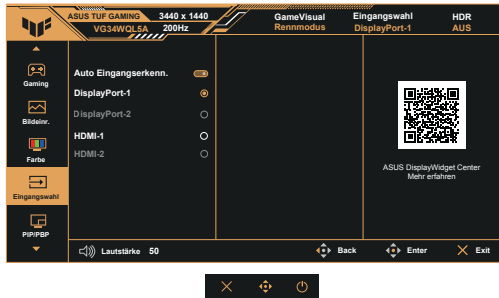 ASUS TUF GAMING 3440 x 1440
VG34WQL5A 200Hz
GameVisual
Rennmodus
Eingangswahl
DisplayPort-1
HDR
AUS
Gaming
Bildeinr.
Farbe
Eingangswahl
PIP/PBP
Auto Eingangserkenn.
DisplayPort-1
DisplayPort-2
HDMI-1
HDMI-2
ASUS DisplayWidget Center
Mehr erfahren
Lautstärke 50
Back
Enter
Exit